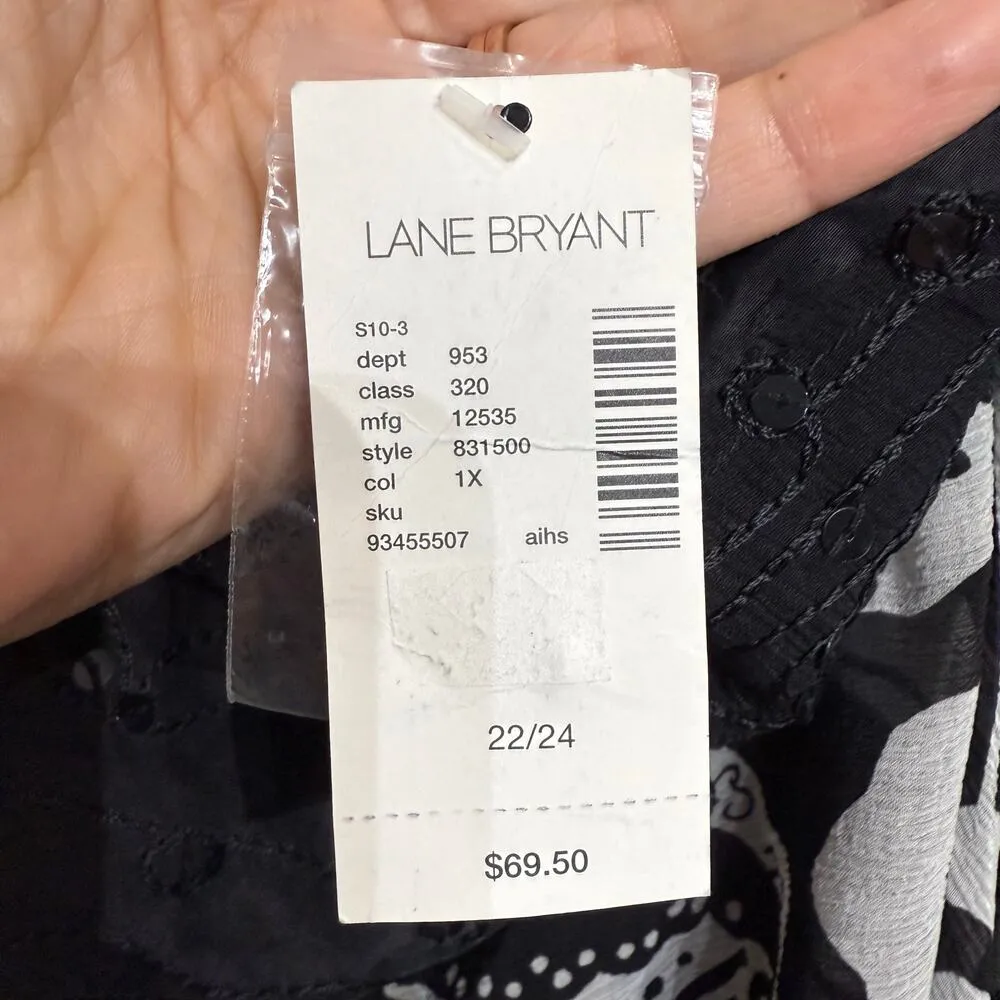 LANE BRYANT
S10-3
dept 953
class 320
mfg 12535
style 831500
col 1X
sku
93455507 aihs
22/24
$69.50